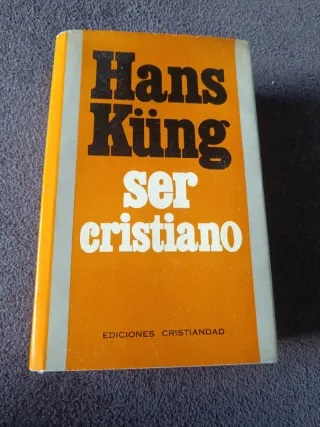 Hans
Küng
ser
cristiano
EDICIONES CRISTIANDAD